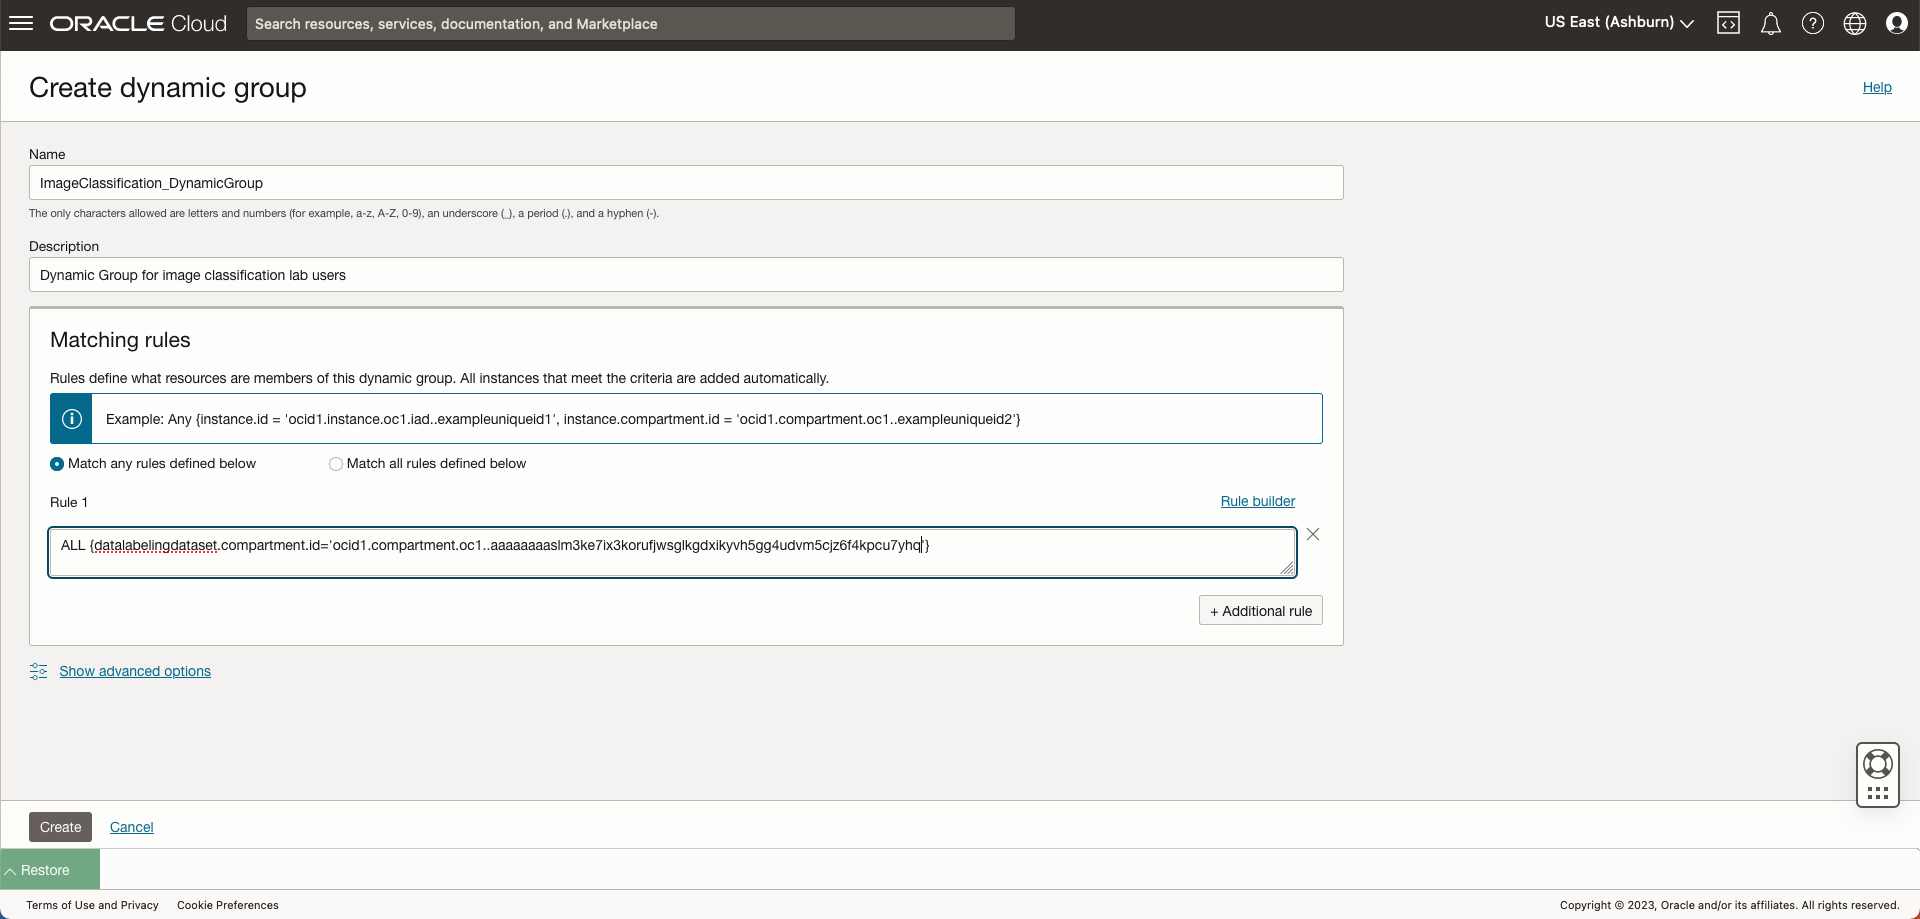 ORACLE Cloud
Search resources, services, documentation, and Marketplace
US East (Ashburn)
Create dynamic group
Help
Name
ImageClassification_DynamicGroup
The only characters allowed are letters and numbers (for example, a-z, A-Z, 0-9), an underscore (_), a period (.), and a hyphen (-).
Description
Dynamic Group for image classification lab users
Matching rules
Rules define what resources are members of this dynamic group. All instances that meet the criteria are added automatically.
Example: Any {instance.id = 'ocid1.instance.oc1.iad..exampleuniqueid1', instance.compartment.id = 'ocid1.compartment.oc1..exampleuniqueid2'}
Match any rules defined below
Match all rules defined below
Rule 1
Rule builder
ALL {datalabelingdataset.compartment.id='ocid1.compartment.oc1..aaaaaaaaslm3ke7ix3korufjwsglkgdxikyvh5gg4udvm5cjz6f4kpcu7yhq'}
+ Additional rule
Show advanced options
Create
Cancel
Restore
Terms of Use and Privacy
Cookie Preferences
Copyright © 2023, Oracle and/or its affiliates. All rights reserved.